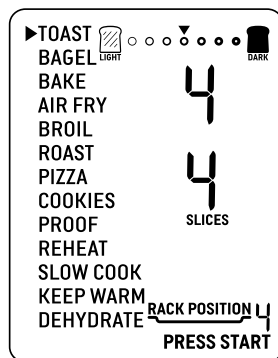 TOAST
LIGHT DARK
BAGEL
4
BAKE
AIR FRY
BROIL
ROAST
4
PIZZA
COOKIES
SLICES
PROOF
REHEAT
SLOW COOK
KEEP WARM
RACK POSITION 4
DEHYDRATE
PRESS START